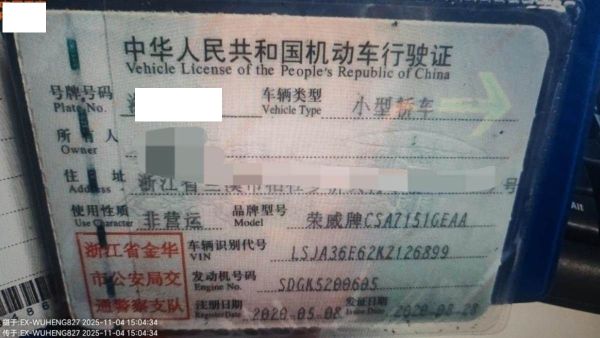 中华人民共和国机动车行驶证
Vehicle License of the People's Republic of China
号牌号码
Plate No.
车辆类型 小型轿车
Vehicle Type
所有人
Owner
住址 浙江省兰溪市 号
Address
使用性质 非营运
Use Character
品牌型号 荣威牌CSA7151GEAA
Model
浙江省金华
市公安局交
通警察支队
车辆识别代号 LSJA36E62KZ126899
VIN
发动机号码 SDGK5200605
Engine No.
注册日期 2020-05-08
Register Date
发证日期 2020-08-28
Issue Date
摄于:EX-WUHENG827 2025-11-04 15:04:34
传于:EX-WUHENG827 2025-11-04 15:04:34